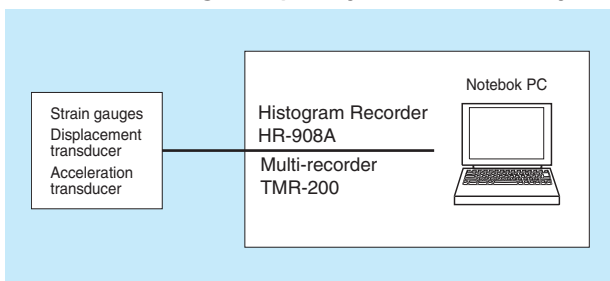 Strain gauges
Displacement
transducer
Acceleration
transducer
Histogram Recorder
HR-908A
Multi-recorder
TMR-200
Notebok PC